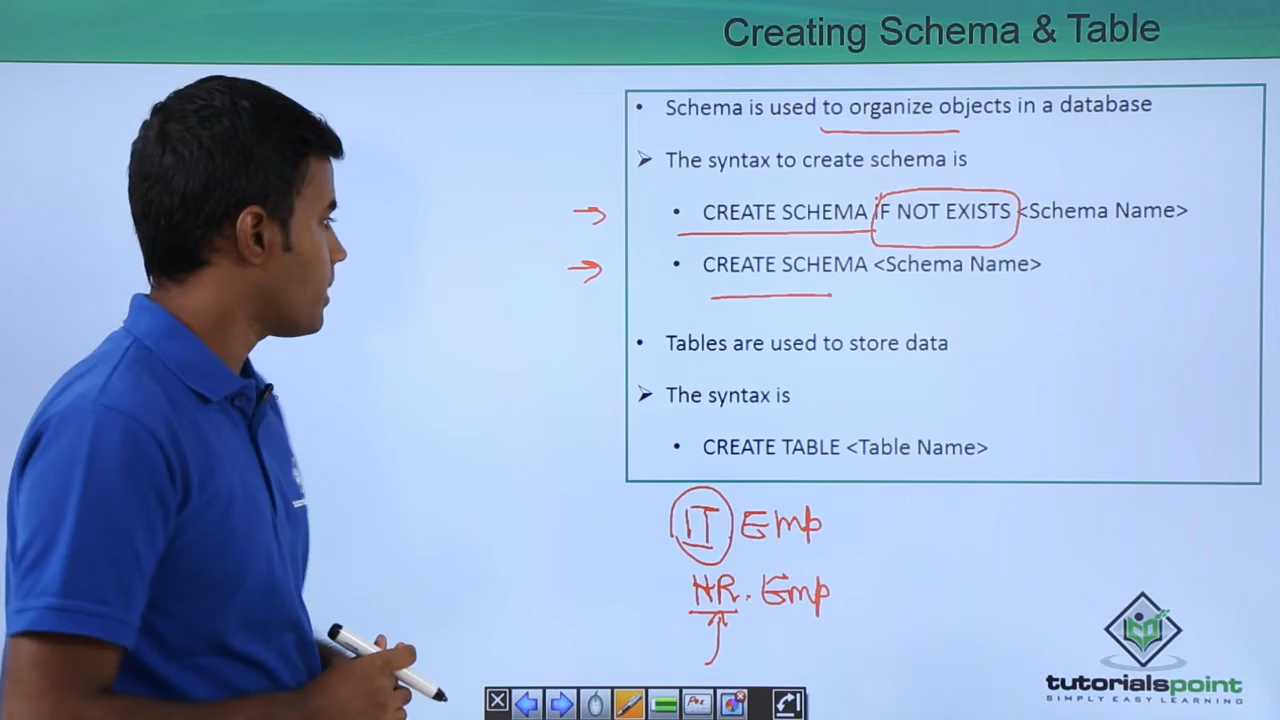 Creating Schema & Table
• Schema is used to organize objects in a database
➢ The syntax to create schema is
• CREATE SCHEMA IF NOT EXISTS <Schema Name>
• CREATE SCHEMA <Schema Name>
• Tables are used to store data
➢ The syntax is
• CREATE TABLE <Table Name>
IT Emp
HR. Emp
tutorialspoint
SIMPLY EASY LEARNING